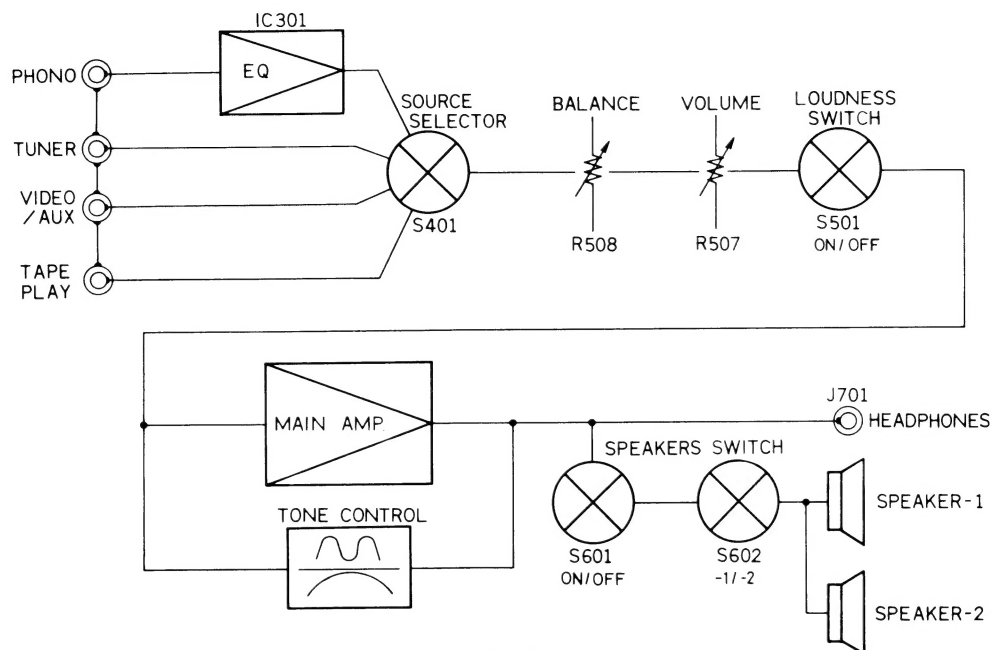 IC301
PHONO
EQ
SOURCE
SELECTOR
BALANCE
VOLUME
LOUDNESS
SWITCH
TUNER
VIDEO
/AUX
S401
R508
R507
S501
ON/OFF
TAPE
PLAY
MAIN AMP.
J701
HEADPHONES
SPEAKERS SWITCH
SPEAKER-1
TONE CONTROL
S601
ON/OFF
S602
-1/-2
SPEAKER-2